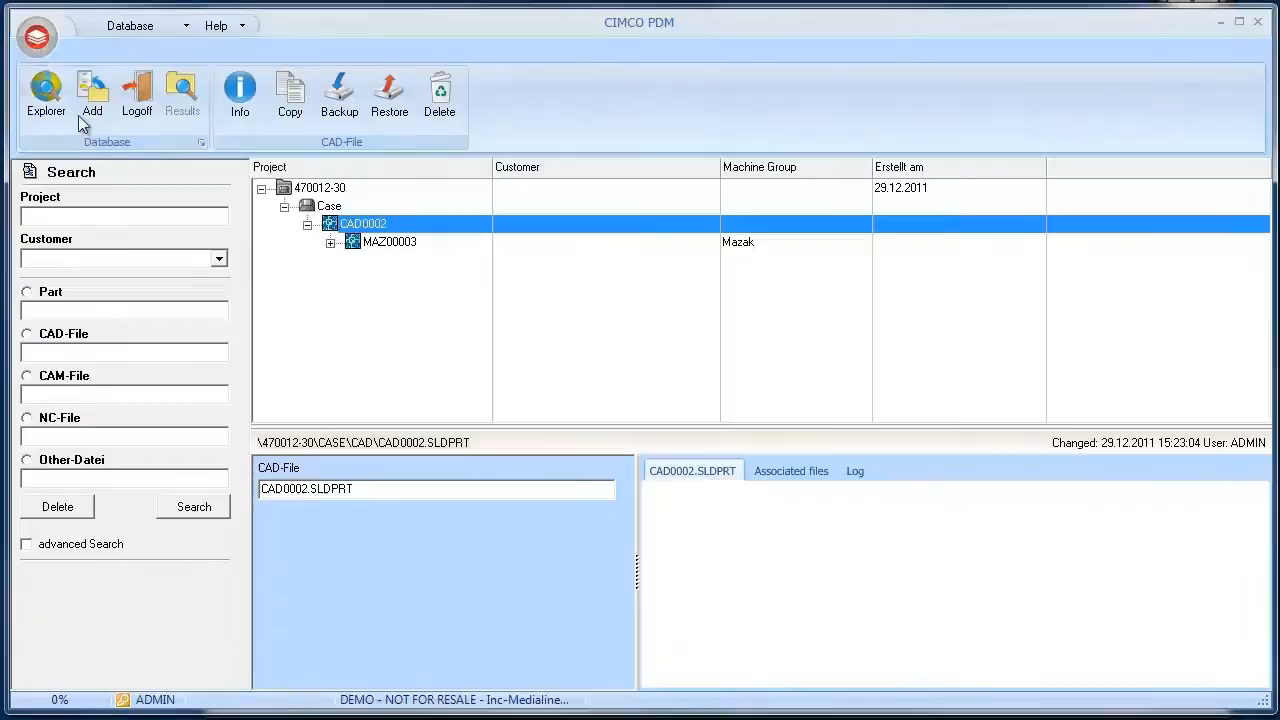 Database Help CIMCO PDM
Explorer Add Logoff Results Info Copy Backup Restore Delete
Database CAD-File
Search
Project
Customer
Part
CAD-File
CAM-File
NC-File
Other-Datei
Delete Search
advanced Search
Project Customer Machine Group Erstellt am
470012-30 29.12.2011
Case
CAD0002
MAZ00003 Mazak
\470012-30\CASE\CAD\CAD0002.SLDPRT Changed: 29.12.2011 15:23:04 User: ADMIN
CAD-File
CAD0002.SLDPRT
CAD0002.SLDPRT Associated files Log
0% ADMIN DEMO - NOT FOR RESALE - Inc-Medialine...